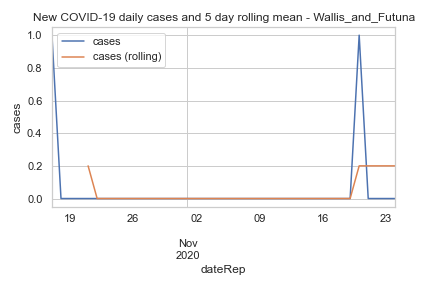 New COVID-19 daily cases and 5 day rolling mean - Wallis_and_Futuna
cases
cases (rolling)
1.0
0.8
0.6
0.4
0.2
0.0
cases
19 26 02 09 16 23
Nov
2020
dateRep